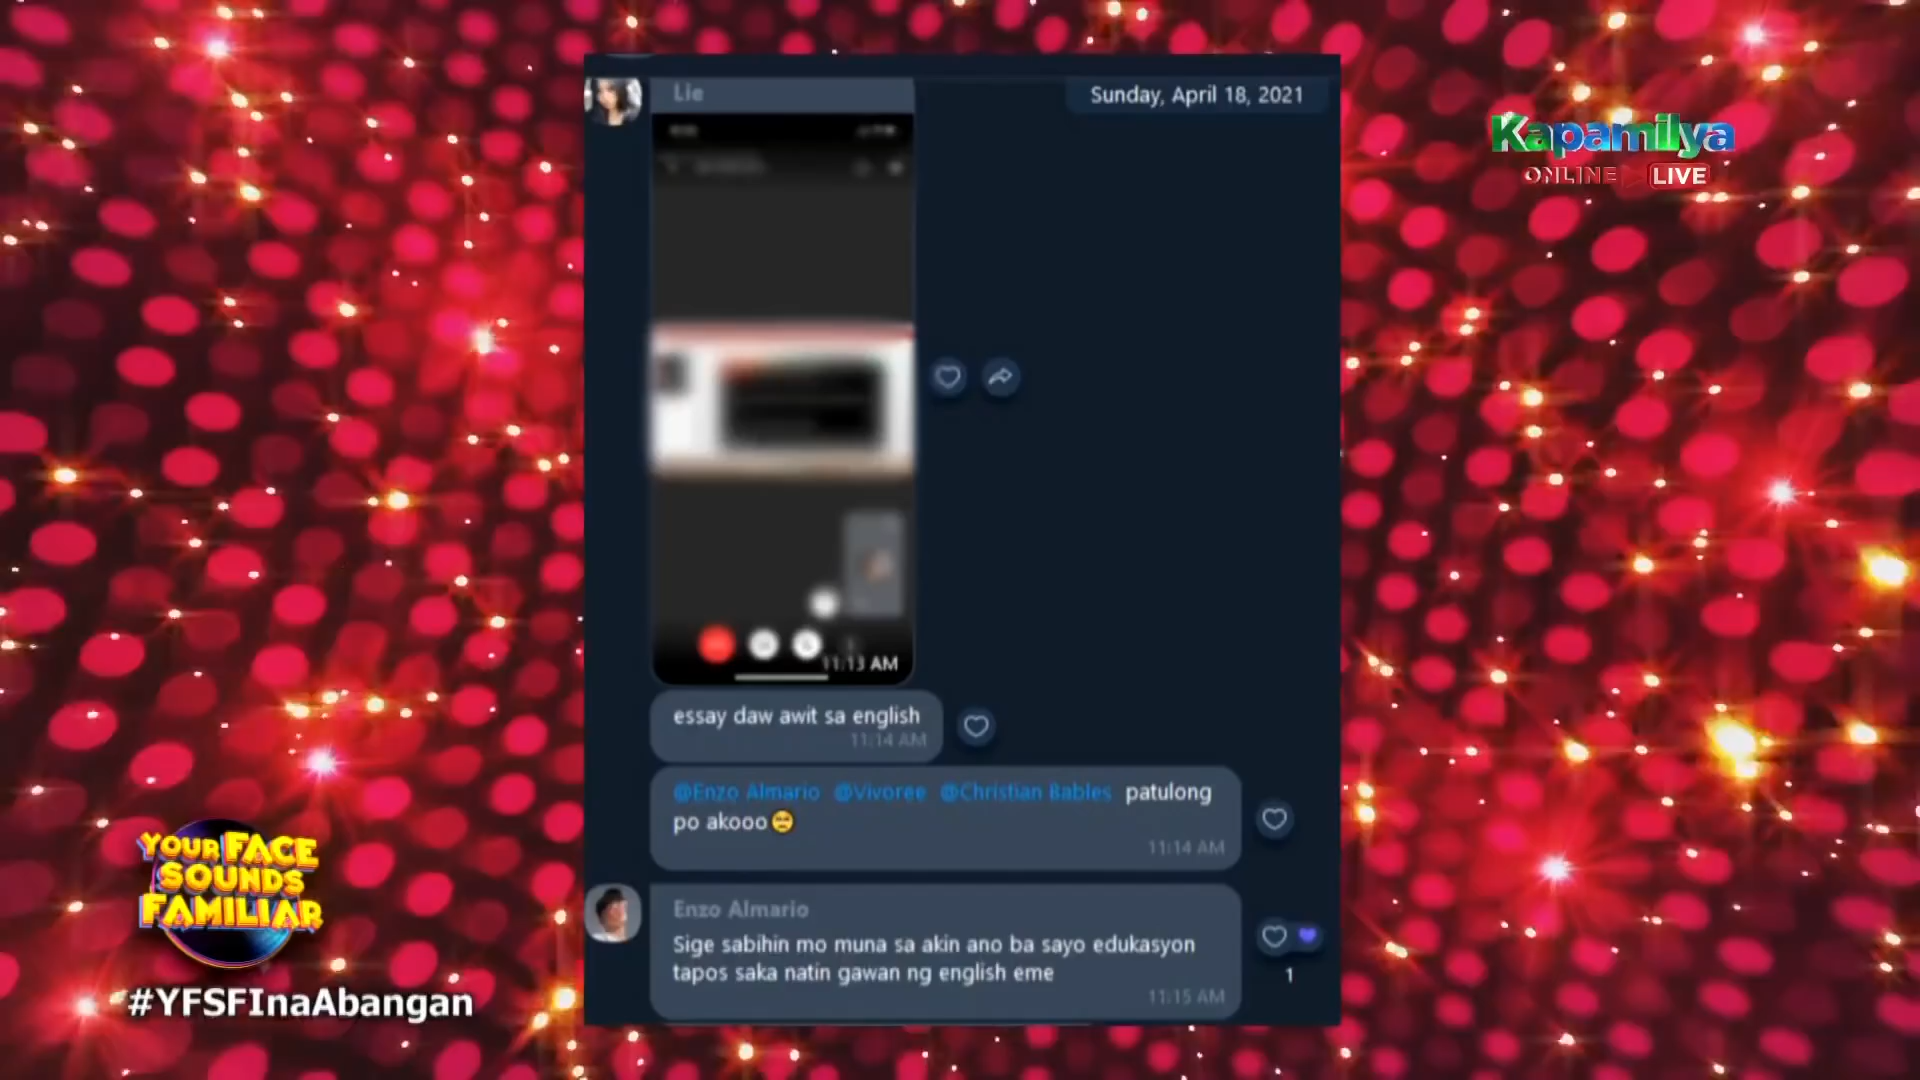 Lie
Sunday, April 18, 2021
Kapamilya
ONLINE LIVE
11:13 AM
essay daw awit sa english
11:14 AM
@Enzo Almario @Vivoree @Christian Bables patulong
po akooo
11:14 AM
Enzo Almario
Sige sabihin mo muna sa akin ano ba sayo edukasyon
tapos saka natin gawan ng english eme
11:15 AM
1
YOUR FACE
SOUNDS
FAMILIAR
#YFSFInaAbangan